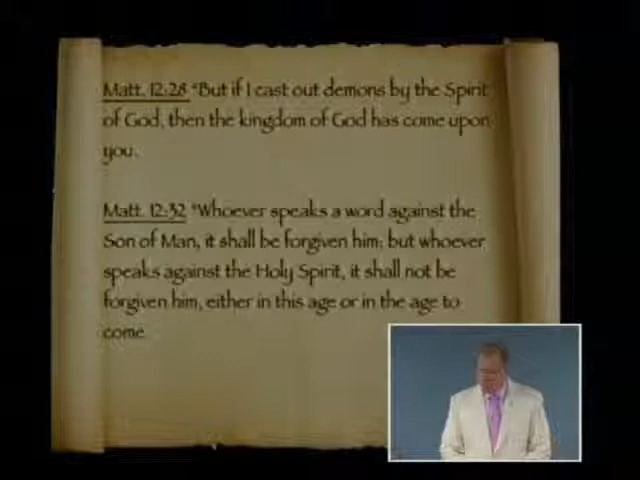 Matt. 12:28 "But if I cast out demons by the Spirit
of God, then the kingdom of God has come upon
you.
Matt. 12:32 "Whoever speaks a word against the
Son of Man, it shall be forgiven him; but whoever
speaks against the Holy Spirit, it shall not be
forgiven him, either in this age or in the age to
come.